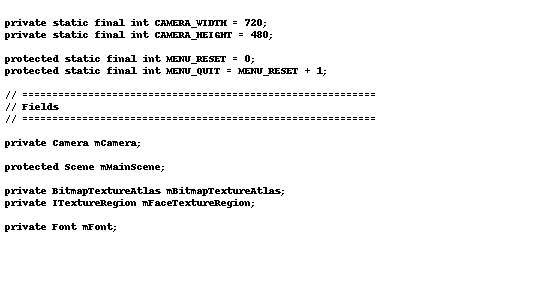 private static final int CAMERA_WIDTH = 720;
private static final int CAMERA_HEIGHT = 480;
protected static final int MENU_RESET = 0;
protected static final int MENU_QUIT = MENU_RESET + 1;
// ===========================================================
// Fields
// ===========================================================
private Camera mCamera;
protected Scene mMainScene;
private BitmapTextureAtlas mBitmapTextureAtlas;
private ITextureRegion mFaceTextureRegion;
private Font mFont;